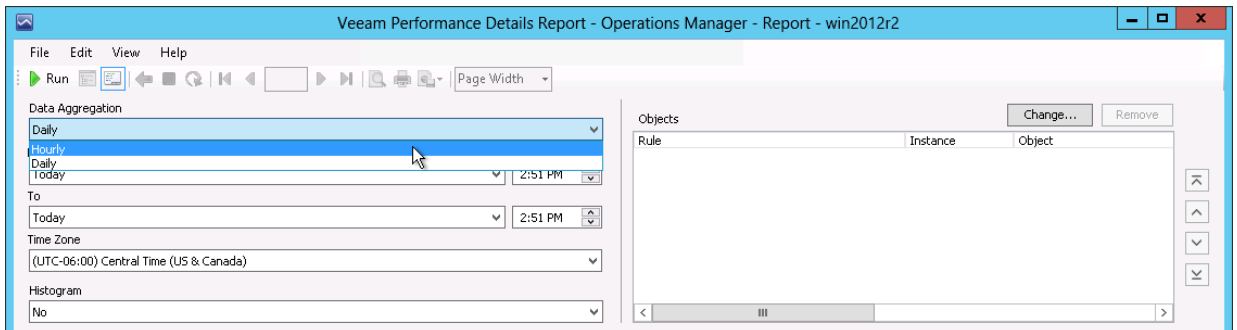 Veeam Performance Details Report - Operations Manager - Report - win2012r2
File Edit View Help
Run Page Width
Data Aggregation
Daily
Hourly
Daily
Today 2:51 PM
To
Today 2:51 PM
Time Zone
(UTC-06:00) Central Time (US & Canada)
Histogram
No
Objects Change... Remove
Rule Instance Object